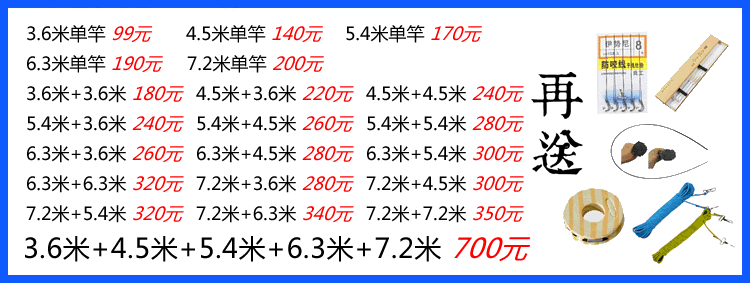 3.6米单竿 99元 4.5米单竿 140元 5.4米单竿 170元
6.3米单竿 190元 7.2米单竿 200元
3.6米+3.6米 180元 4.5米+3.6米 220元 4.5米+4.5米 240元
5.4米+3.6米 240元 5.4米+4.5米 260元 5.4米+5.4米 280元
6.3米+3.6米 260元 6.3米+4.5米 280元 6.3米+5.4米 300元
6.3米+6.3米 320元 7.2米+3.6米 280元 7.2米+4.5米 300元
7.2米+5.4米 320元 7.2米+6.3米 340元 7.2米+7.2米 350元
3.6米+4.5米+5.4米+6.3米+7.2米 700元
再送
伊势尼 8
防咬线